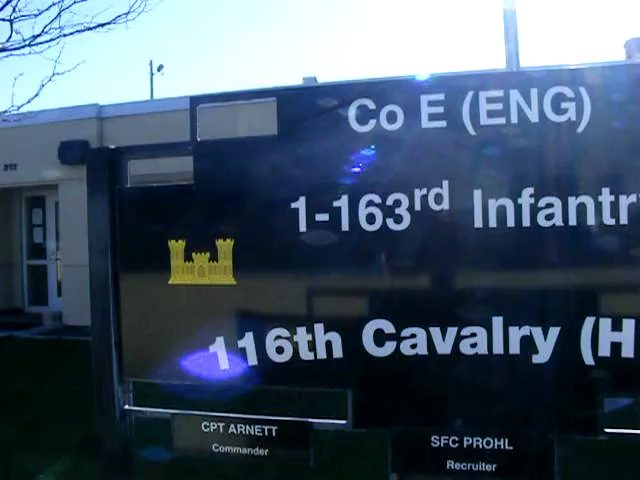 Co E (ENG)
1-163rd Infantr
116th Cavalry (H
CPT ARNETT
Commander
SFC PROHL
Recruiter